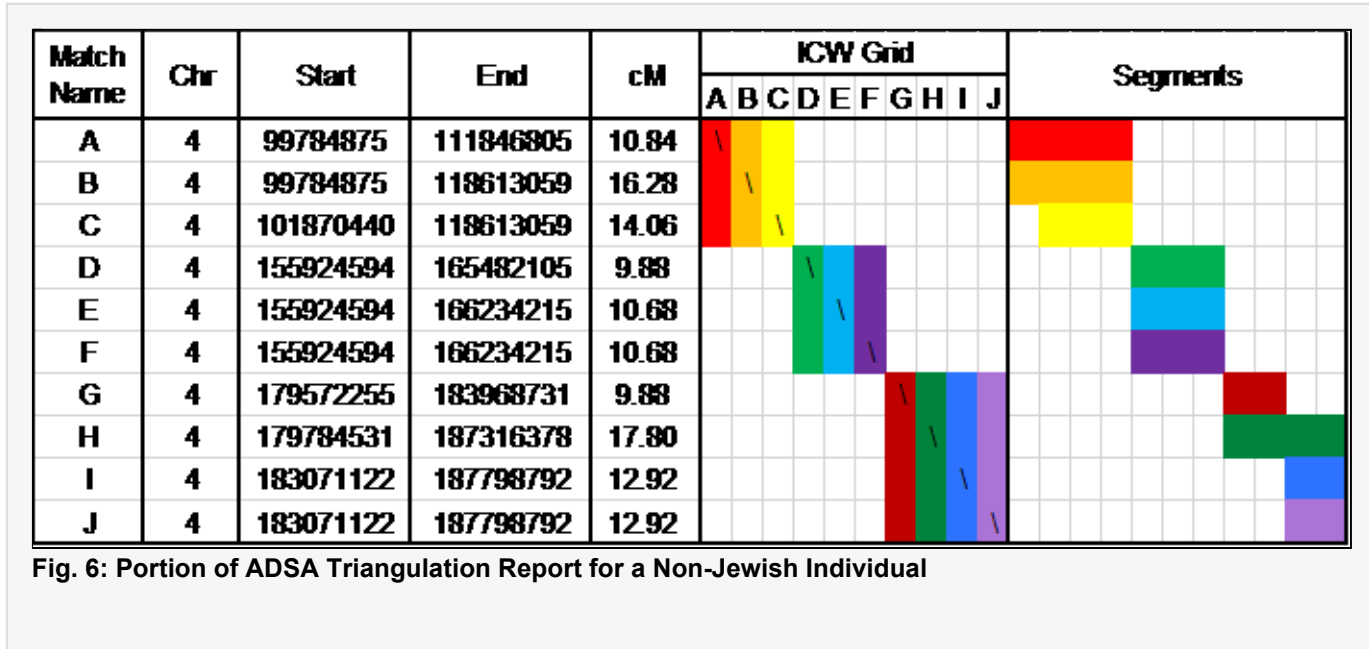 Match Name Chr Start End cM ICW Grid Segments
A B C D E F G H I J
A 4 99784875 111846805 10.84 \
B 4 99784875 118613059 16.28 \
C 4 101870440 118613059 14.06 \
D 4 155924594 165482105 9.88 \
E 4 155924594 166234215 10.68 \
F 4 155924594 166234215 10.68 \
G 4 179572255 183968731 9.88 \
H 4 179784531 187316378 17.80 \
I 4 183071122 187798792 12.92 \
J 4 183071122 187798792 12.92 \
Fig. 6: Portion of ADSA Triangulation Report for a Non-Jewish Individual